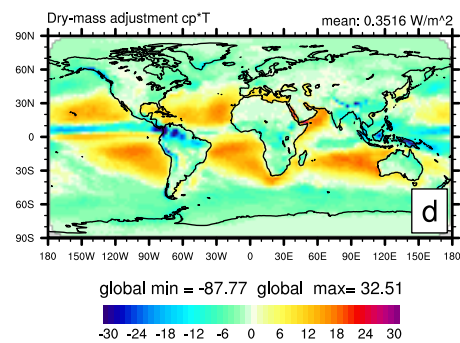 Dry-mass adjustment cp*T mean: 0.3516 W/m^2
90N
60N
30N
0
30S
60S
90S
d
180 150W 120W 90W 60W 30W 0 30E 60E 90E 120E 150E 180
global min = -87.77 global max= 32.51
-30 -24 -18 -12 -6 0 6 12 18 24 30